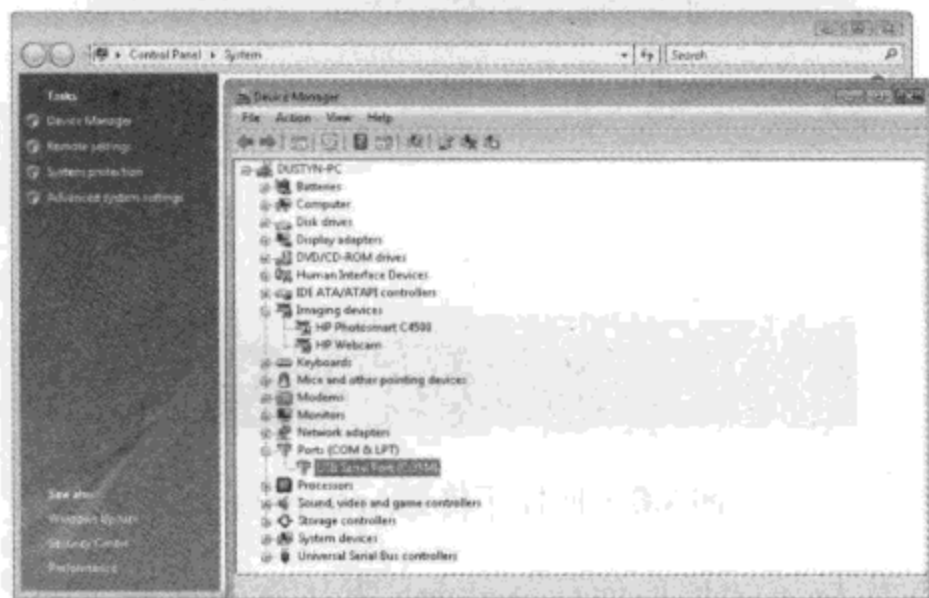 Control Panel ▸ System
Search
Tasks
Device Manager
Remote settings
System protection
Advanced system settings
See also
Windows Update
Security Center
Performance
Device Manager
File Action View Help
DUSTYN-PC
Batteries
Computer
Disk drives
Display adapters
DVD/CD-ROM drives
Human Interface Devices
IDE ATA/ATAPI controllers
Imaging devices
HP Photosmart C4500
HP Webcam
Keyboards
Mice and other pointing devices
Modems
Monitors
Network adapters
Ports (COM & LPT)
USB Serial Port
Processors
Sound, video and game controllers
Storage controllers
System devices
Universal Serial Bus controllers